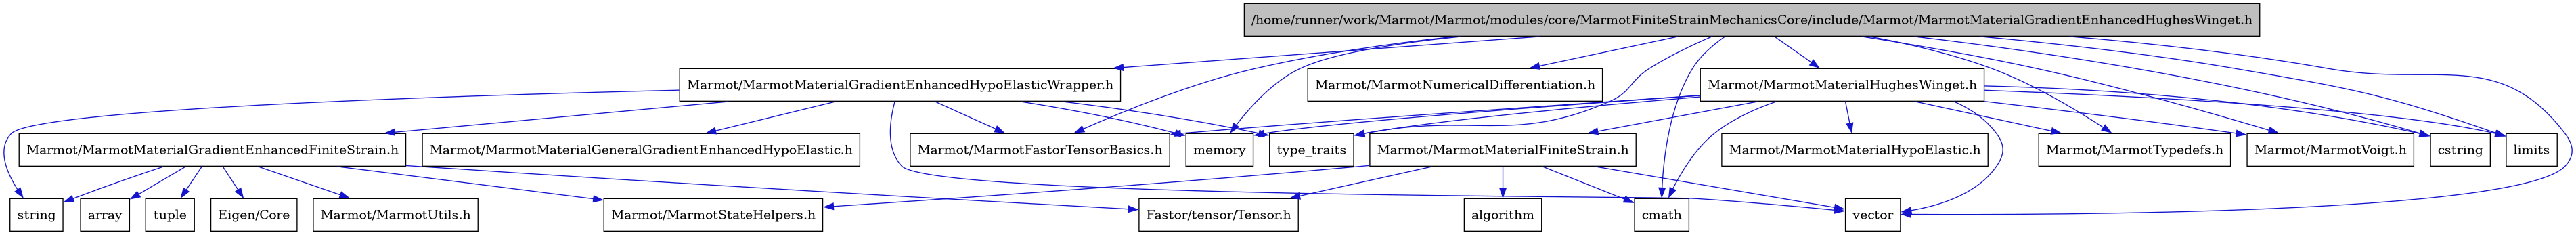 /home/runner/work/Marmot/Marmot/modules/core/MarmotFiniteStrainMechanicsCore/include/Marmot/MarmotMaterialGradientEnhancedHughesWinget.h
Marmot/MarmotMaterialGradientEnhancedHypoElasticWrapper.h
Marmot/MarmotNumericalDifferentiation.h
Marmot/MarmotMaterialHughesWinget.h
Marmot/MarmotMaterialGradientEnhancedFiniteStrain.h
Marmot/MarmotMaterialGeneralGradientEnhancedHypoElastic.h
Marmot/MarmotFastorTensorBasics.h
memory
type_traits
Marmot/MarmotMaterialFiniteStrain.h
Marmot/MarmotMaterialHypoElastic.h
Marmot/MarmotTypedefs.h
Marmot/MarmotVoigt.h
cstring
limits
string
array
tuple
Eigen/Core
Marmot/MarmotUtils.h
Marmot/MarmotStateHelpers.h
Fastor/tensor/Tensor.h
algorithm
cmath
vector